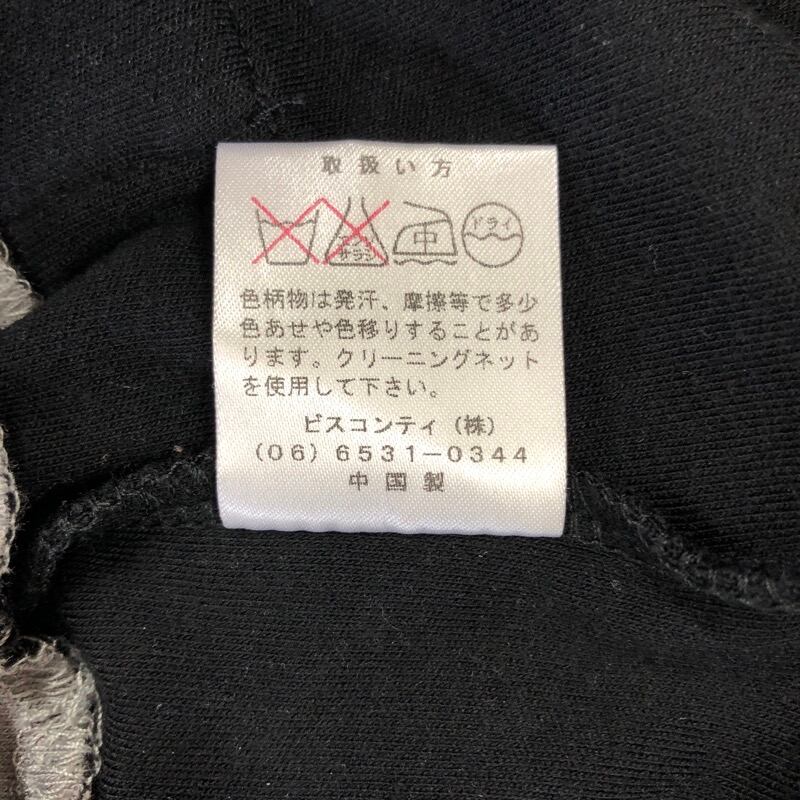 取扱い方
エンソ
サラシ
中
ドライ
色柄物は発汗、摩擦等で多少
色あせや色移りすることがあ
ります。クリーニングネット
を使用して下さい。
ビスコンティ（株）
（06）6531－0344
中国製